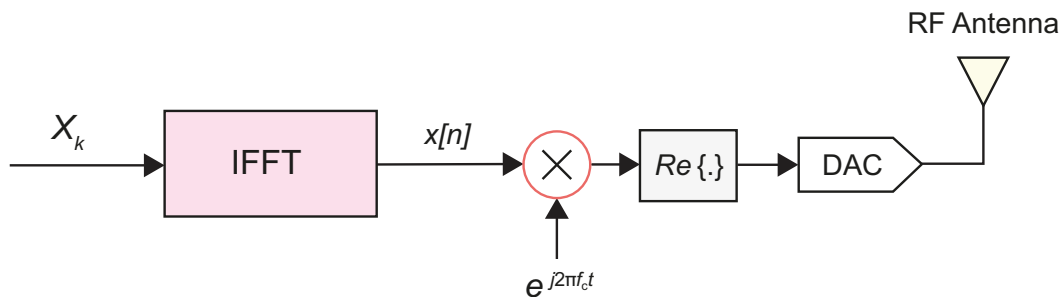 RF Antenna
X_k
IFFT
x[n]
×
Re {.}
DAC
e^{j2πf_c t}